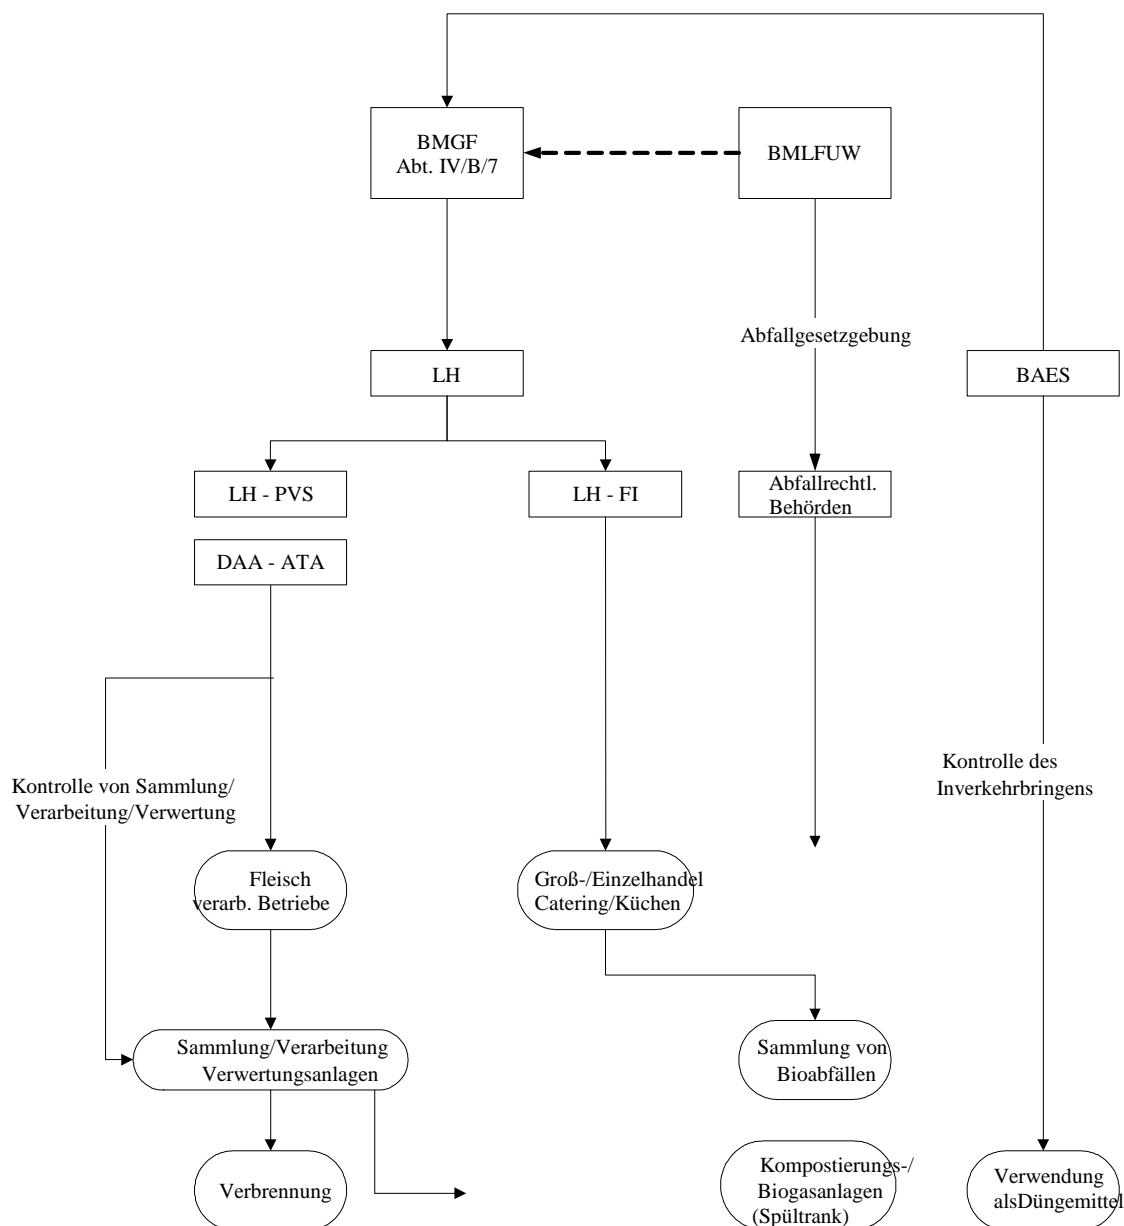 BMGF
Abt. IV/B/7
BMLFUW
Abfallgesetzgebung
LH
BAES
LH - PVS
LH - FI
Abfallrechtl.
Behörden
DAA - ATA
Kontrolle des
Inverkehrbringens
Kontrolle von Sammlung/
Verarbeitung/Verwertung
Fleisch
verarb. Betriebe
Groß-/Einzelhandel
Catering/Küchen
Sammlung/Verarbeitung
Verwertungsanlagen
Sammlung von
Bioabfällen
Verbrennung
Kompostierungs-/
Biogasanlagen
(Spültrank)
Verwendung
alsDüngemittel